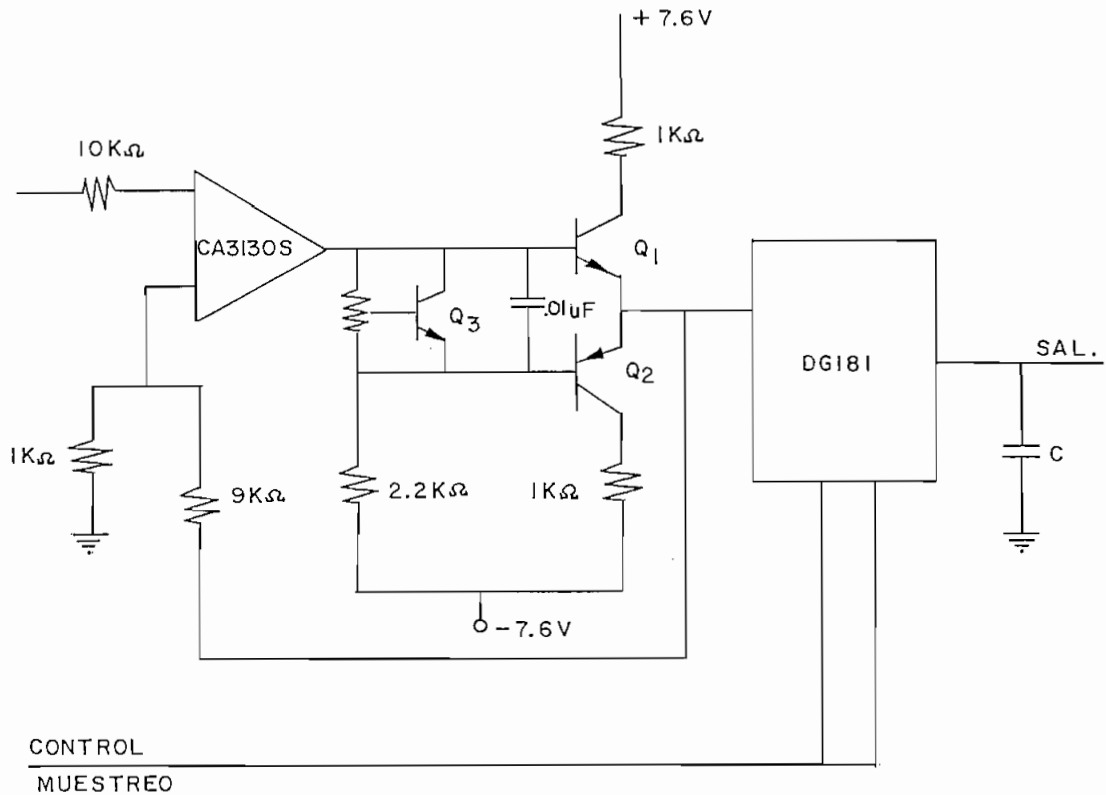 + 7.6V
1KΩ
10KΩ
CA3130S
Q1
.01uF
Q3
DG181
SAL.
Q2
1KΩ
9KΩ
2.2KΩ
1KΩ
C
- 7.6V
CONTROL
MUESTREO